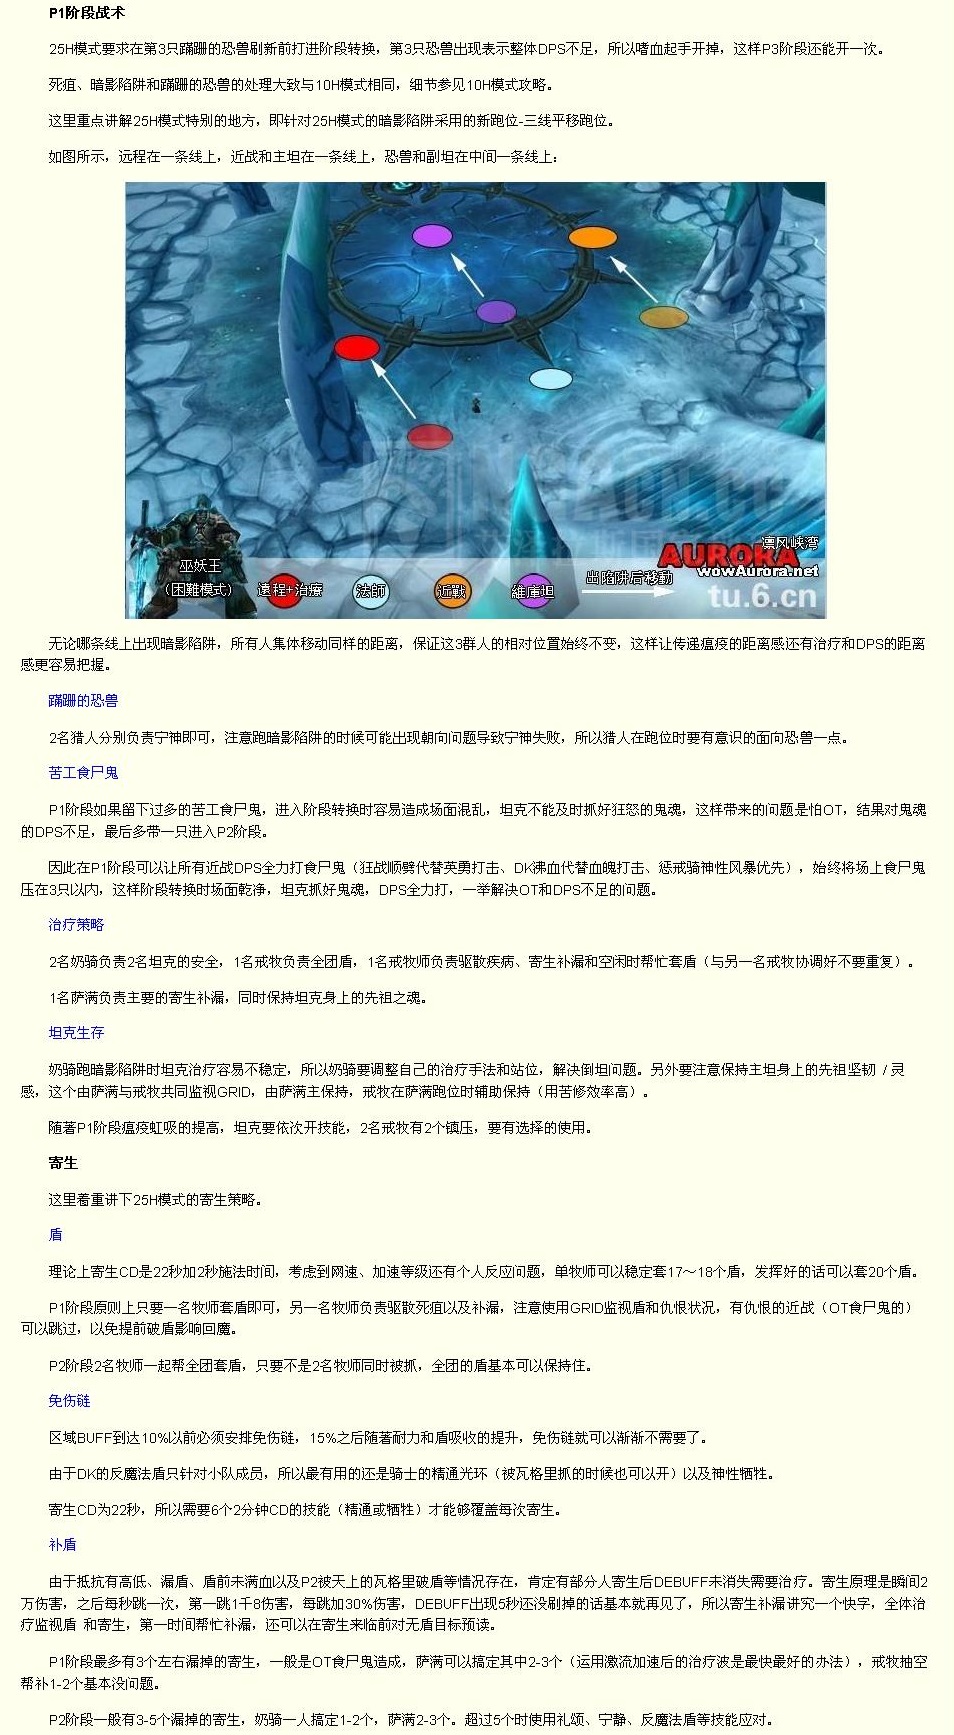 P1阶段战术
25H模式要求在第3只蹒跚的恐兽刷新前打进阶段转换，第3只恐兽出现表示整体DPS不足，所以嗜血起手开掉，这样P3阶段还能开一次。
死疽、暗影陷阱和蹒跚的恐兽的处理大致与10H模式相同，细节参见10H模式攻略。
这里重点讲解25H模式特别的地方，即针对25H模式的暗影陷阱采用的新跑位-三线平移跑位。
如图所示，远程在一条线上，近战和主坦在一条线上，恐兽和副坦在中间一条线上：
巫妖王
(困難模式)
遠程+治療
法師
近戰
維庫坦
出陷阱后移動
凛风峡湾
AURORA
wowAurora.net
tu.6.cn
无论哪条线上出现暗影陷阱，所有人集体移动同样的距离，保证这3群人的相对位置始终不变，这样让传递瘟疫的距离感还有治疗和DPS的距离
感更容易把握。
蹒跚的恐兽
2名猎人分别负责宁神即可，注意跑暗影陷阱的时候可能出现朝向问题导致宁神失败，所以猎人在跑位时要有意识的面向恐兽一点。
苦工食尸鬼
P1阶段如果留下过多的苦工食尸鬼，进入阶段转换时容易造成场面混乱，坦克不能及时抓好狂怒的鬼魂，这样带来的问题是怕OT，结果对鬼魂
的DPS不足，最后多带一只进入P2阶段。
因此在P1阶段可以让所有近战DPS全力打食尸鬼（狂战顺劈代替英勇打击、DK沸血代替血魄打击、惩戒骑神性风暴优先），始终将场上食尸鬼
压在3只以内，这样阶段转换时场面乾净，坦克抓好鬼魂，DPS全力打，一举解决OT和DPS不足的问题。
治疗策略
2名奶骑负责2名坦克的安全，1名戒牧负责全团盾，1名戒牧师负责驱散疾病、寄生补漏和空闲时帮忙套盾（与另一名戒牧协调好不要重复）。
1名萨满负责主要的寄生补漏，同时保持坦克身上的先祖之魂。
坦克生存
奶骑跑暗影陷阱时坦克治疗容易不稳定，所以奶骑要调整自己的治疗手法和站位，解决倒坦问题。另外要注意保持主坦身上的先祖坚韧 / 灵
感，这个由萨满与戒牧共同监视GRID，由萨满主保持，戒牧在萨满跑位时辅助保持（用苦修效率高）。
随著P1阶段瘟疫虹吸的提高，坦克要依次开技能，2名戒牧有2个镇压，要有选择的使用。
寄生
这里着重讲下25H模式的寄生策略。
盾
理论上寄生CD是22秒加2秒施法时间，考虑到网速、加速等级还有个人反应问题，单牧师可以稳定套17～18个盾，发挥好的话可以套20个盾。
P1阶段原则上只要一名牧师套盾即可，另一名牧师负责驱散死疽以及补漏，注意使用GRID监视盾和仇恨状况，有仇恨的近战（OT食尸鬼的）
可以跳过，以免提前破盾影响回魔。
P2阶段2名牧师一起帮全团套盾，只要不是2名牧师同时被抓，全团的盾基本可以保持住。
免伤链
区域BUFF到达10%以前必须安排免伤链，15%之后随著耐力和盾吸收的提升，免伤链就可以渐渐不需要了。
由于DK的反魔法盾只针对小队成员，所以最有用的还是骑士的精通光环（被瓦格里抓的时候也可以开）以及神性牺牲。
寄生CD为22秒，所以需要6个2分钟CD的技能（精通或牺牲）才能够覆盖每次寄生。
补盾
由于抵抗有高低、漏盾、盾前未满血以及P2被天上的瓦格里破盾等情况存在，肯定有部分人寄生后DEBUFF未消失需要治疗。寄生原理是瞬间2
万伤害，之后每秒跳一次，第一跳1千8伤害，每跳加30%伤害，DEBUFF出现5秒还没刷掉的话基本就再见了，所以寄生补漏讲究一个快字，全体治
疗监视盾 和寄生，第一时间帮忙补漏，还可以在寄生来临前对无盾目标预读。
P1阶段最多有3个左右漏掉的寄生，一般是OT食尸鬼造成，萨满可以搞定其中2-3个（运用激流加速后的治疗波是最快最好的办法），戒牧抽空
帮补1-2个基本没问题。
P2阶段一般有3-5个漏掉的寄生，奶骑一人搞定1-2个，萨满2-3个。超过5个时使用礼颂、宁静、反魔法盾等技能应对。